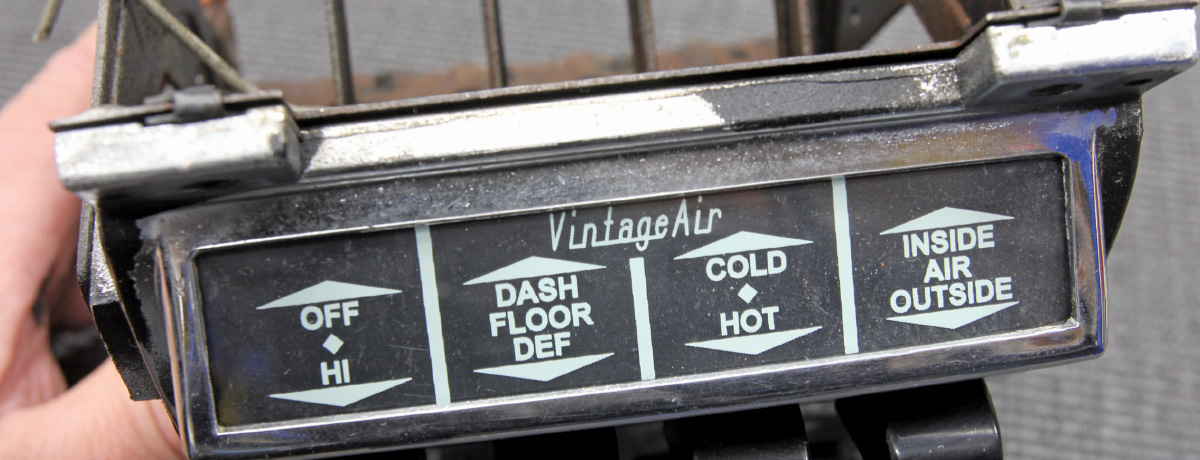 VintageAir
OFF
HI
DASH
FLOOR
DEF
COLD
HOT
INSIDE
AIR
OUTSIDE